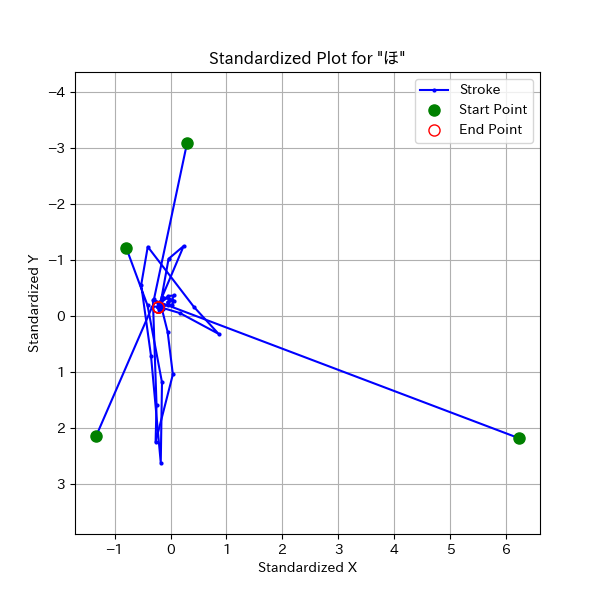 Standardized Plot for "ほ"
Stroke
Start Point
End Point
−4
−3
−2
−1
0
1
2
3
Standardized Y
−1 0 1 2 3 4 5 6
Standardized X